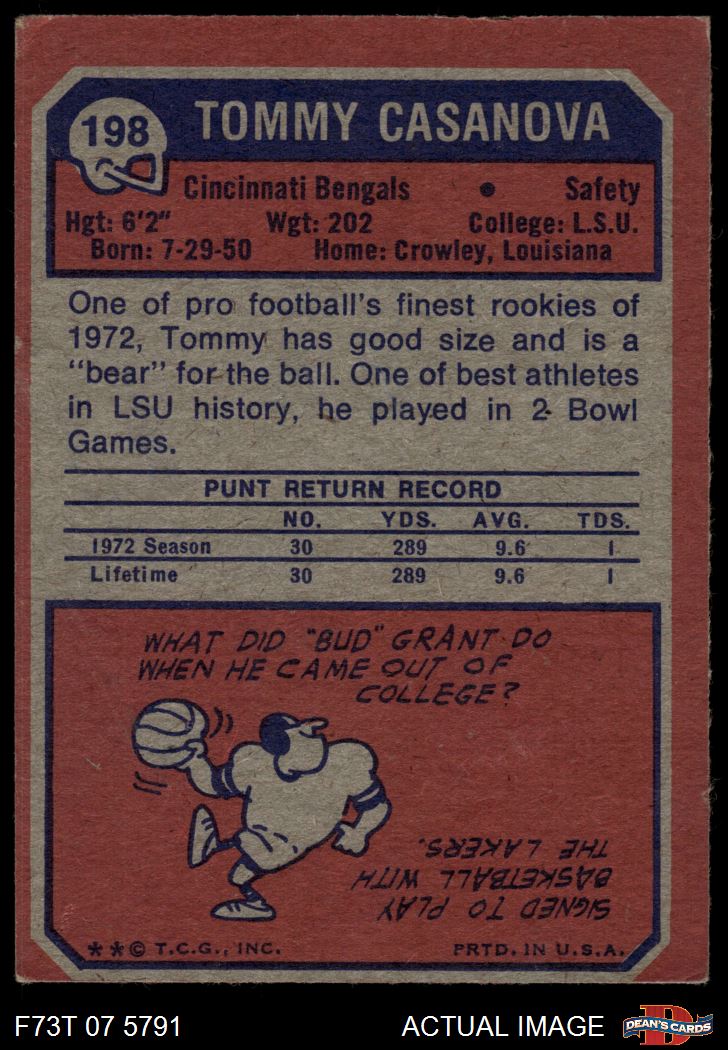 198 TOMMY CASANOVA
Cincinnati Bengals • Safety
Hgt: 6'2" Wgt: 202 College: L.S.U.
Born: 7-29-50 Home: Crowley, Louisiana
One of pro football's finest rookies of
1972, Tommy has good size and is a
"bear" for the ball. One of best athletes
in LSU history, he played in 2 Bowl
Games.
PUNT RETURN RECORD
NO. YDS. AVG. TDS.
1972 Season 30 289 9.6 1
Lifetime 30 289 9.6 1
WHAT DID "BUD" GRANT DO
WHEN HE CAME OUT OF
COLLEGE?
SIGNED TO PLAY
BASKETBALL WITH
THE LAKERS.
**© T.C.G., INC. PRTD. IN U.S.A.
F73T 07 5791 ACTUAL IMAGE D DEAN'S CARDS